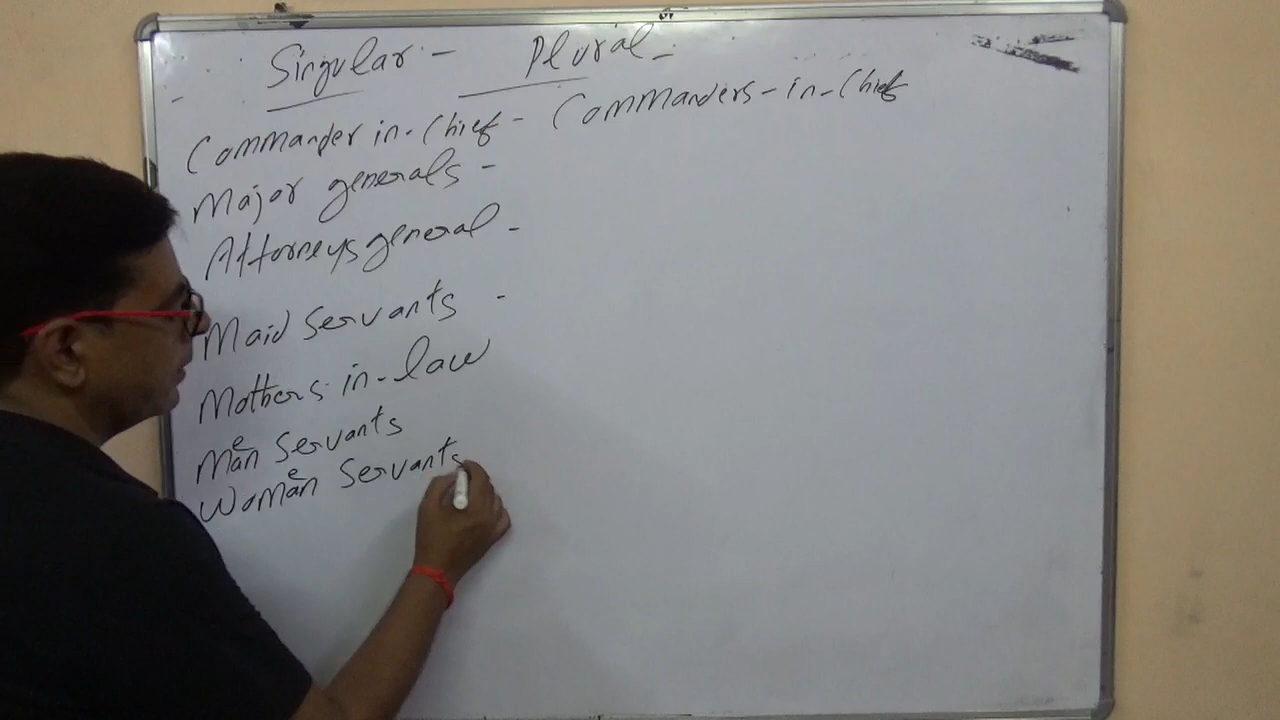 Singular - Plural -
Commander in-Chief - Commanders-in-Chief
Major generals -
Attorneys general -
Maid servants -
Mothers-in-law
Men servants
Women servants